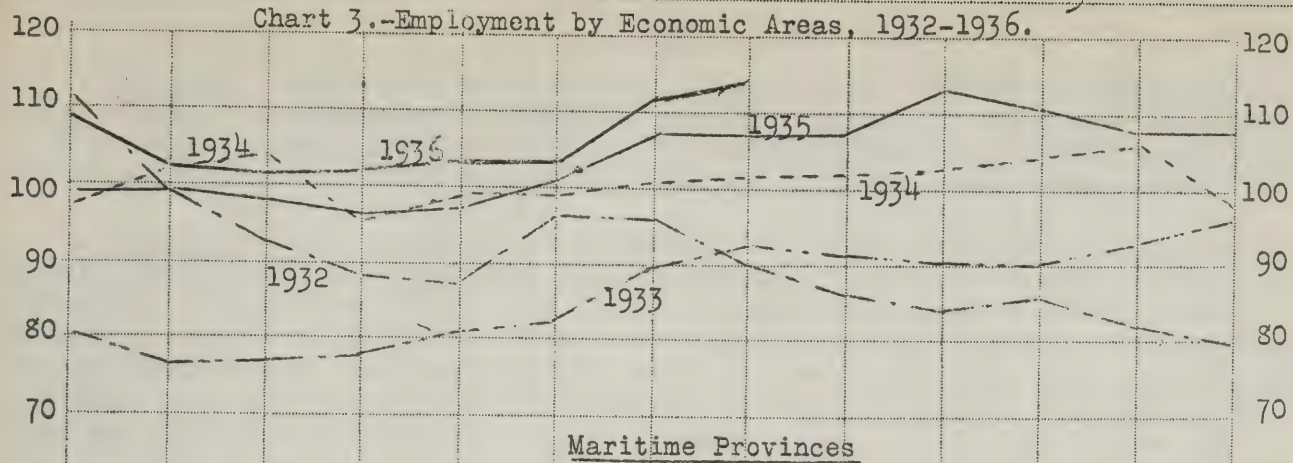 Chart 3.-Employment by Economic Areas, 1932-1936.
120 120
110 110
1934 1936 1935
100 1934 100
90 1932 90
1933
80 80
70 70
Maritime Provinces